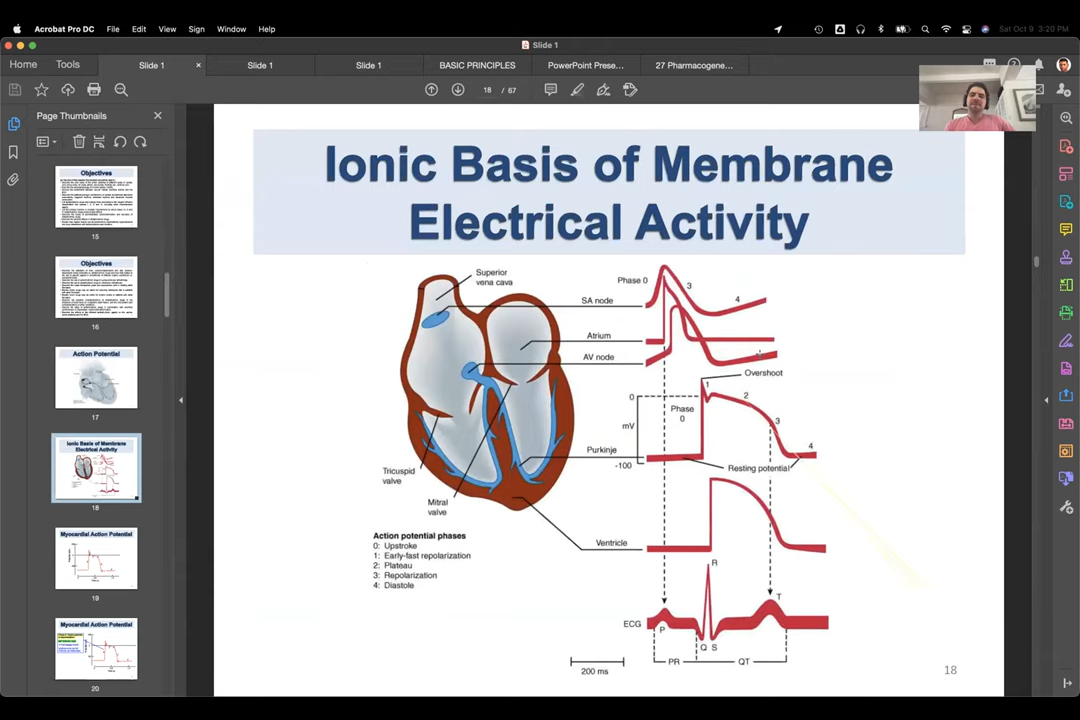 Acrobat Pro DC File Edit View Sign Window Help Sat Oct 9 3:20 PM
Slide 1
Home Tools Slide 1 × Slide 1 Slide 1 BASIC PRINCIPLES PowerPoint Prese... 27 Pharmacogene...
18 / 67
Page Thumbnails
Objectives
15
Objectives
16
Action Potential
17
Ionic Basis of Membrane
Electrical Activity
18
Myocardial Action Potential
19
Myocardial Action Potential
20
Ionic Basis of Membrane
Electrical Activity
Superior
vena cava
Phase 0
3
4
SA node
Atrium
AV node
Overshoot
0
1
2
Phase
0
3
mV
4
Purkinje
-100
Resting potential
Tricuspid
valve
Mitral
valve
Action potential phases
0: Upstroke
1: Early-fast repolarization
2: Plateau
3: Repolarization
4: Diastole
Ventricle
R
T
ECG
P
Q S
PR
QT
200 ms
18